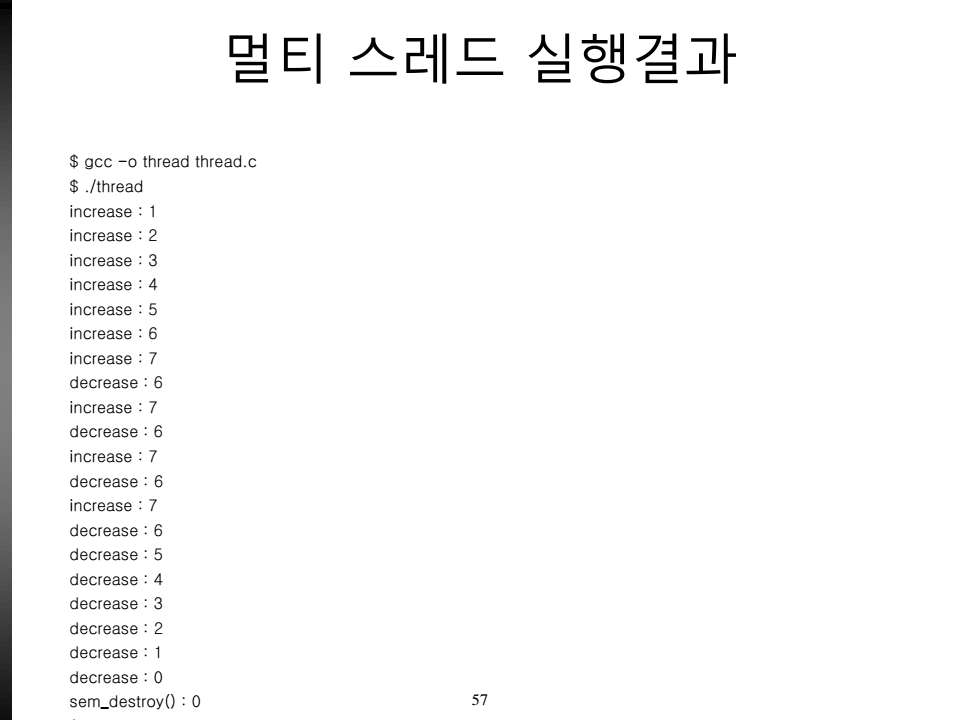 멀티 스레드 실행결과
$ gcc –o thread thread.c
$ ./thread
increase : 1
increase : 2
increase : 3
increase : 4
increase : 5
increase : 6
increase : 7
decrease : 6
increase : 7
decrease : 6
increase : 7
decrease : 6
increase : 7
decrease : 6
decrease : 5
decrease : 4
decrease : 3
decrease : 2
decrease : 1
decrease : 0
sem_destroy() : 0
57